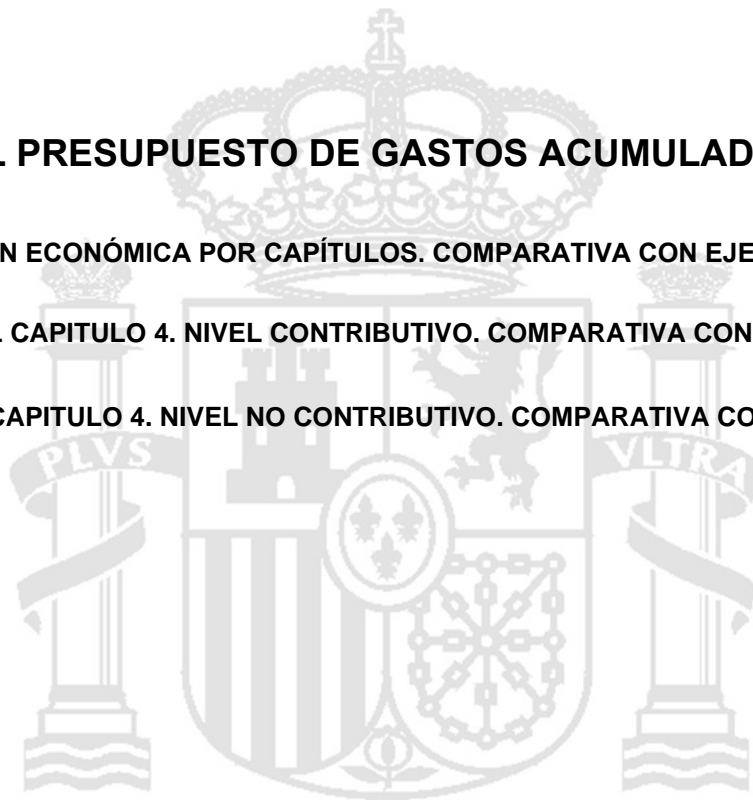 L PRESUPUESTO DE GASTOS ACUMULAD
N ECONÓMICA POR CAPÍTULOS. COMPARATIVA CON EJE
. CAPITULO 4. NIVEL CONTRIBUTIVO. COMPARATIVA CON
CAPITULO 4. NIVEL NO CONTRIBUTIVO. COMPARATIVA CO
PLVS VLTRA